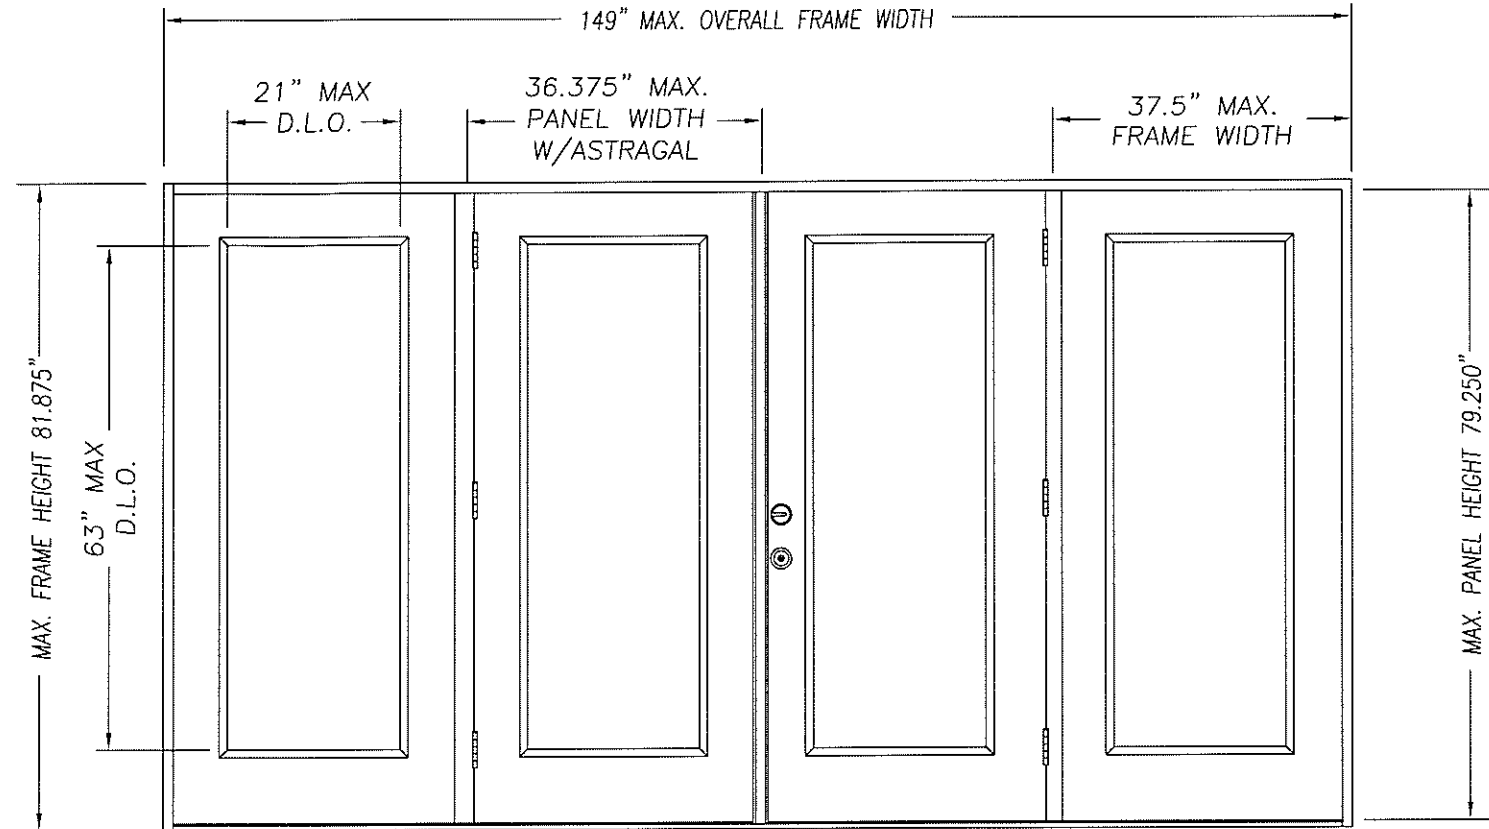 149" MAX. OVERALL FRAME WIDTH
21" MAX
D.L.O.
36.375" MAX.
PANEL WIDTH
W/ASTRAGAL
37.5" MAX.
FRAME WIDTH
MAX. FRAME HEIGHT 81.875"
63" MAX
D.L.O.
MAX. PANEL HEIGHT 79.250"